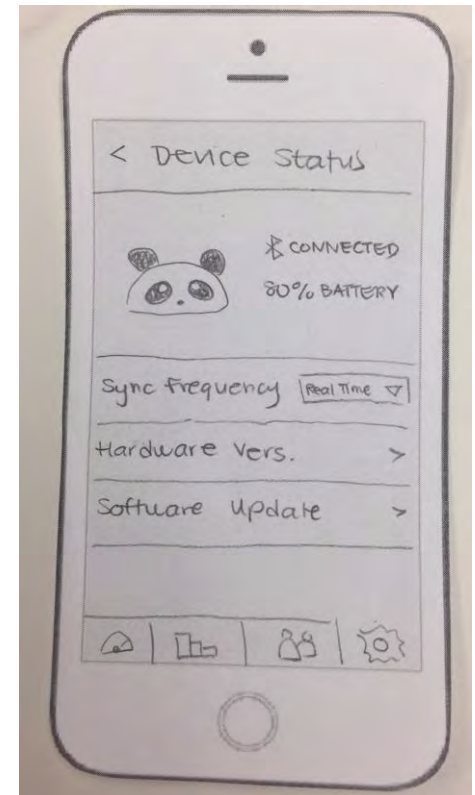 < Device Status
CONNECTED
80% BATTERY
Sync Frequency Real Time
Hardware Vers. >
Software Update >